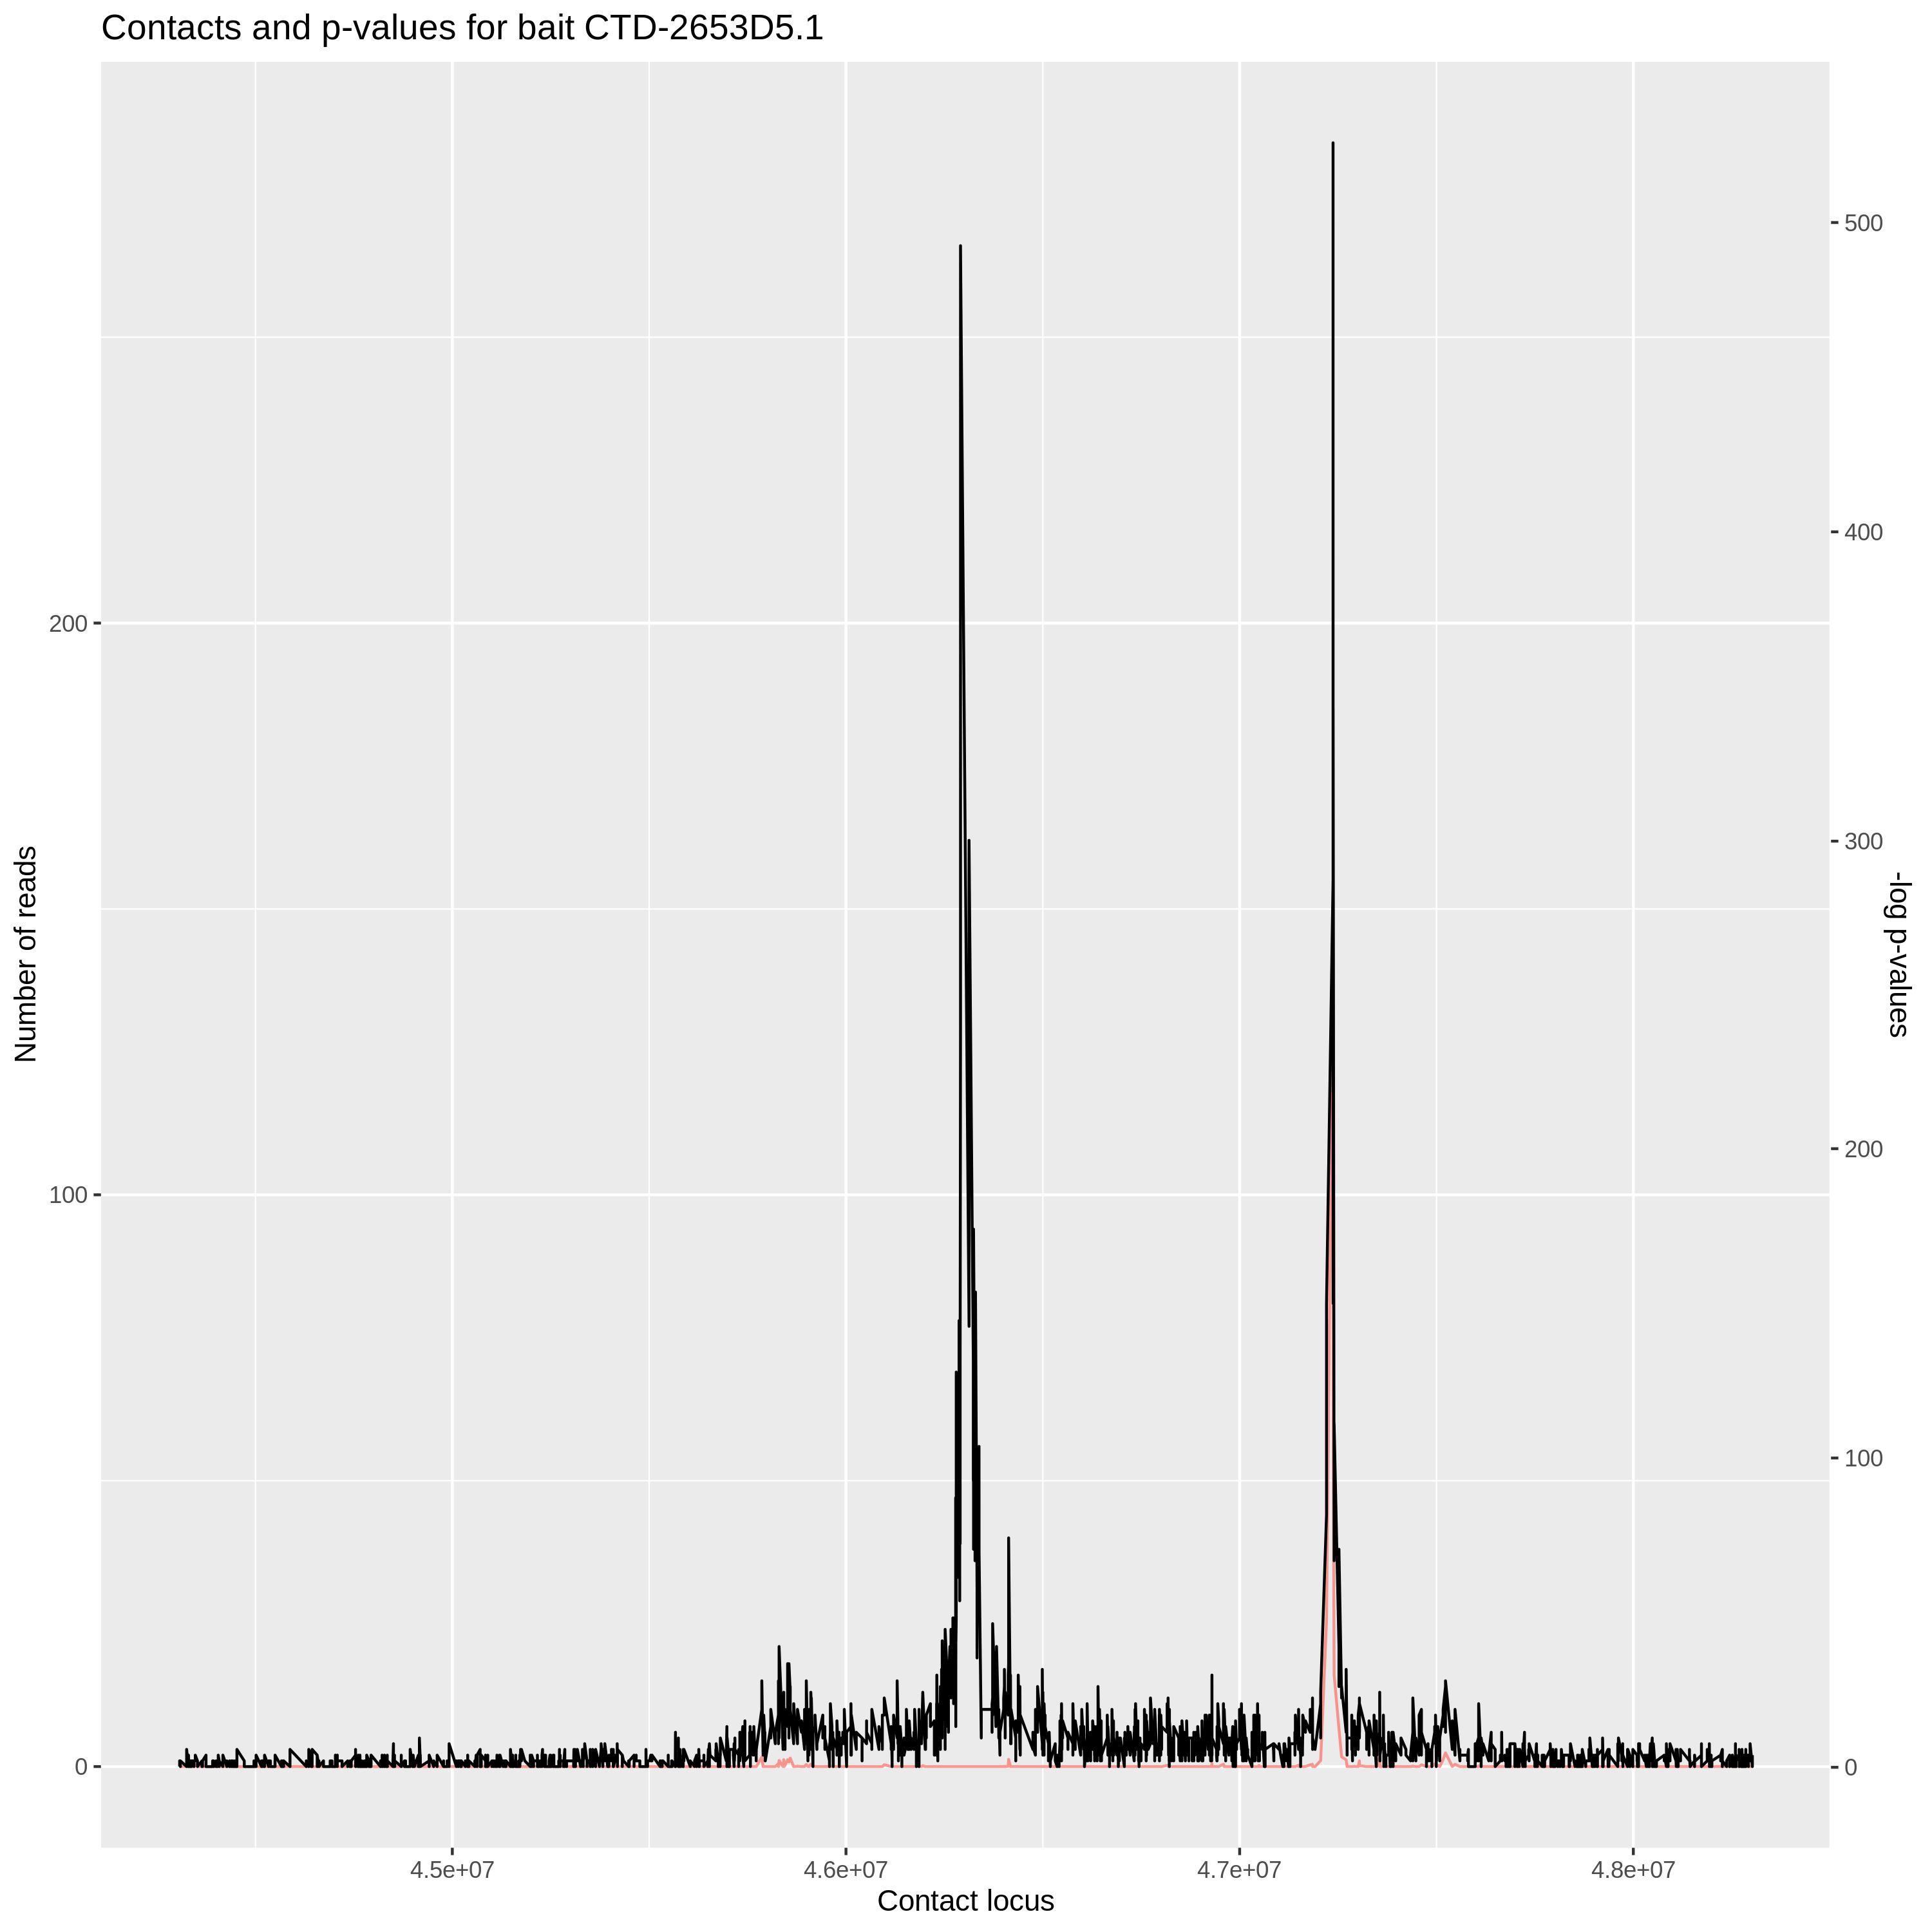 Contacts and p-values for bait CTD-2653D5.1
200
100
0
Number of reads
500
400
300
200
100
0
-log p-values
4.5e+07 4.6e+07 4.7e+07 4.8e+07
Contact locus